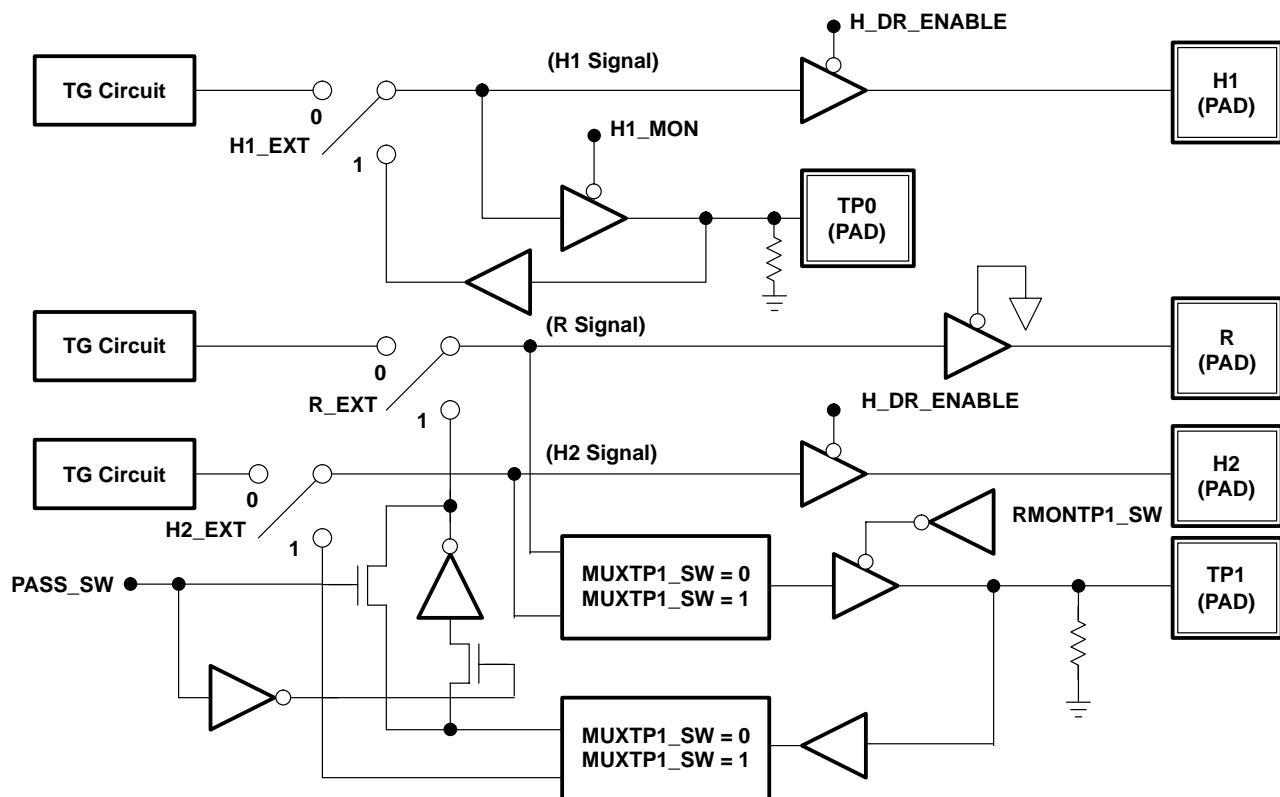 H_DR_ENABLE
TG Circuit
(H1 Signal)
H1
(PAD)
0
H1_EXT
H1_MON
1
TP0
(PAD)
TG Circuit
(R Signal)
R
(PAD)
0
R_EXT
H_DR_ENABLE
1
TG Circuit
(H2 Signal)
H2
(PAD)
0
H2_EXT
RMONTP1_SW
1
PASS_SW
MUXTP1_SW = 0
MUXTP1_SW = 1
TP1
(PAD)
MUXTP1_SW = 0
MUXTP1_SW = 1